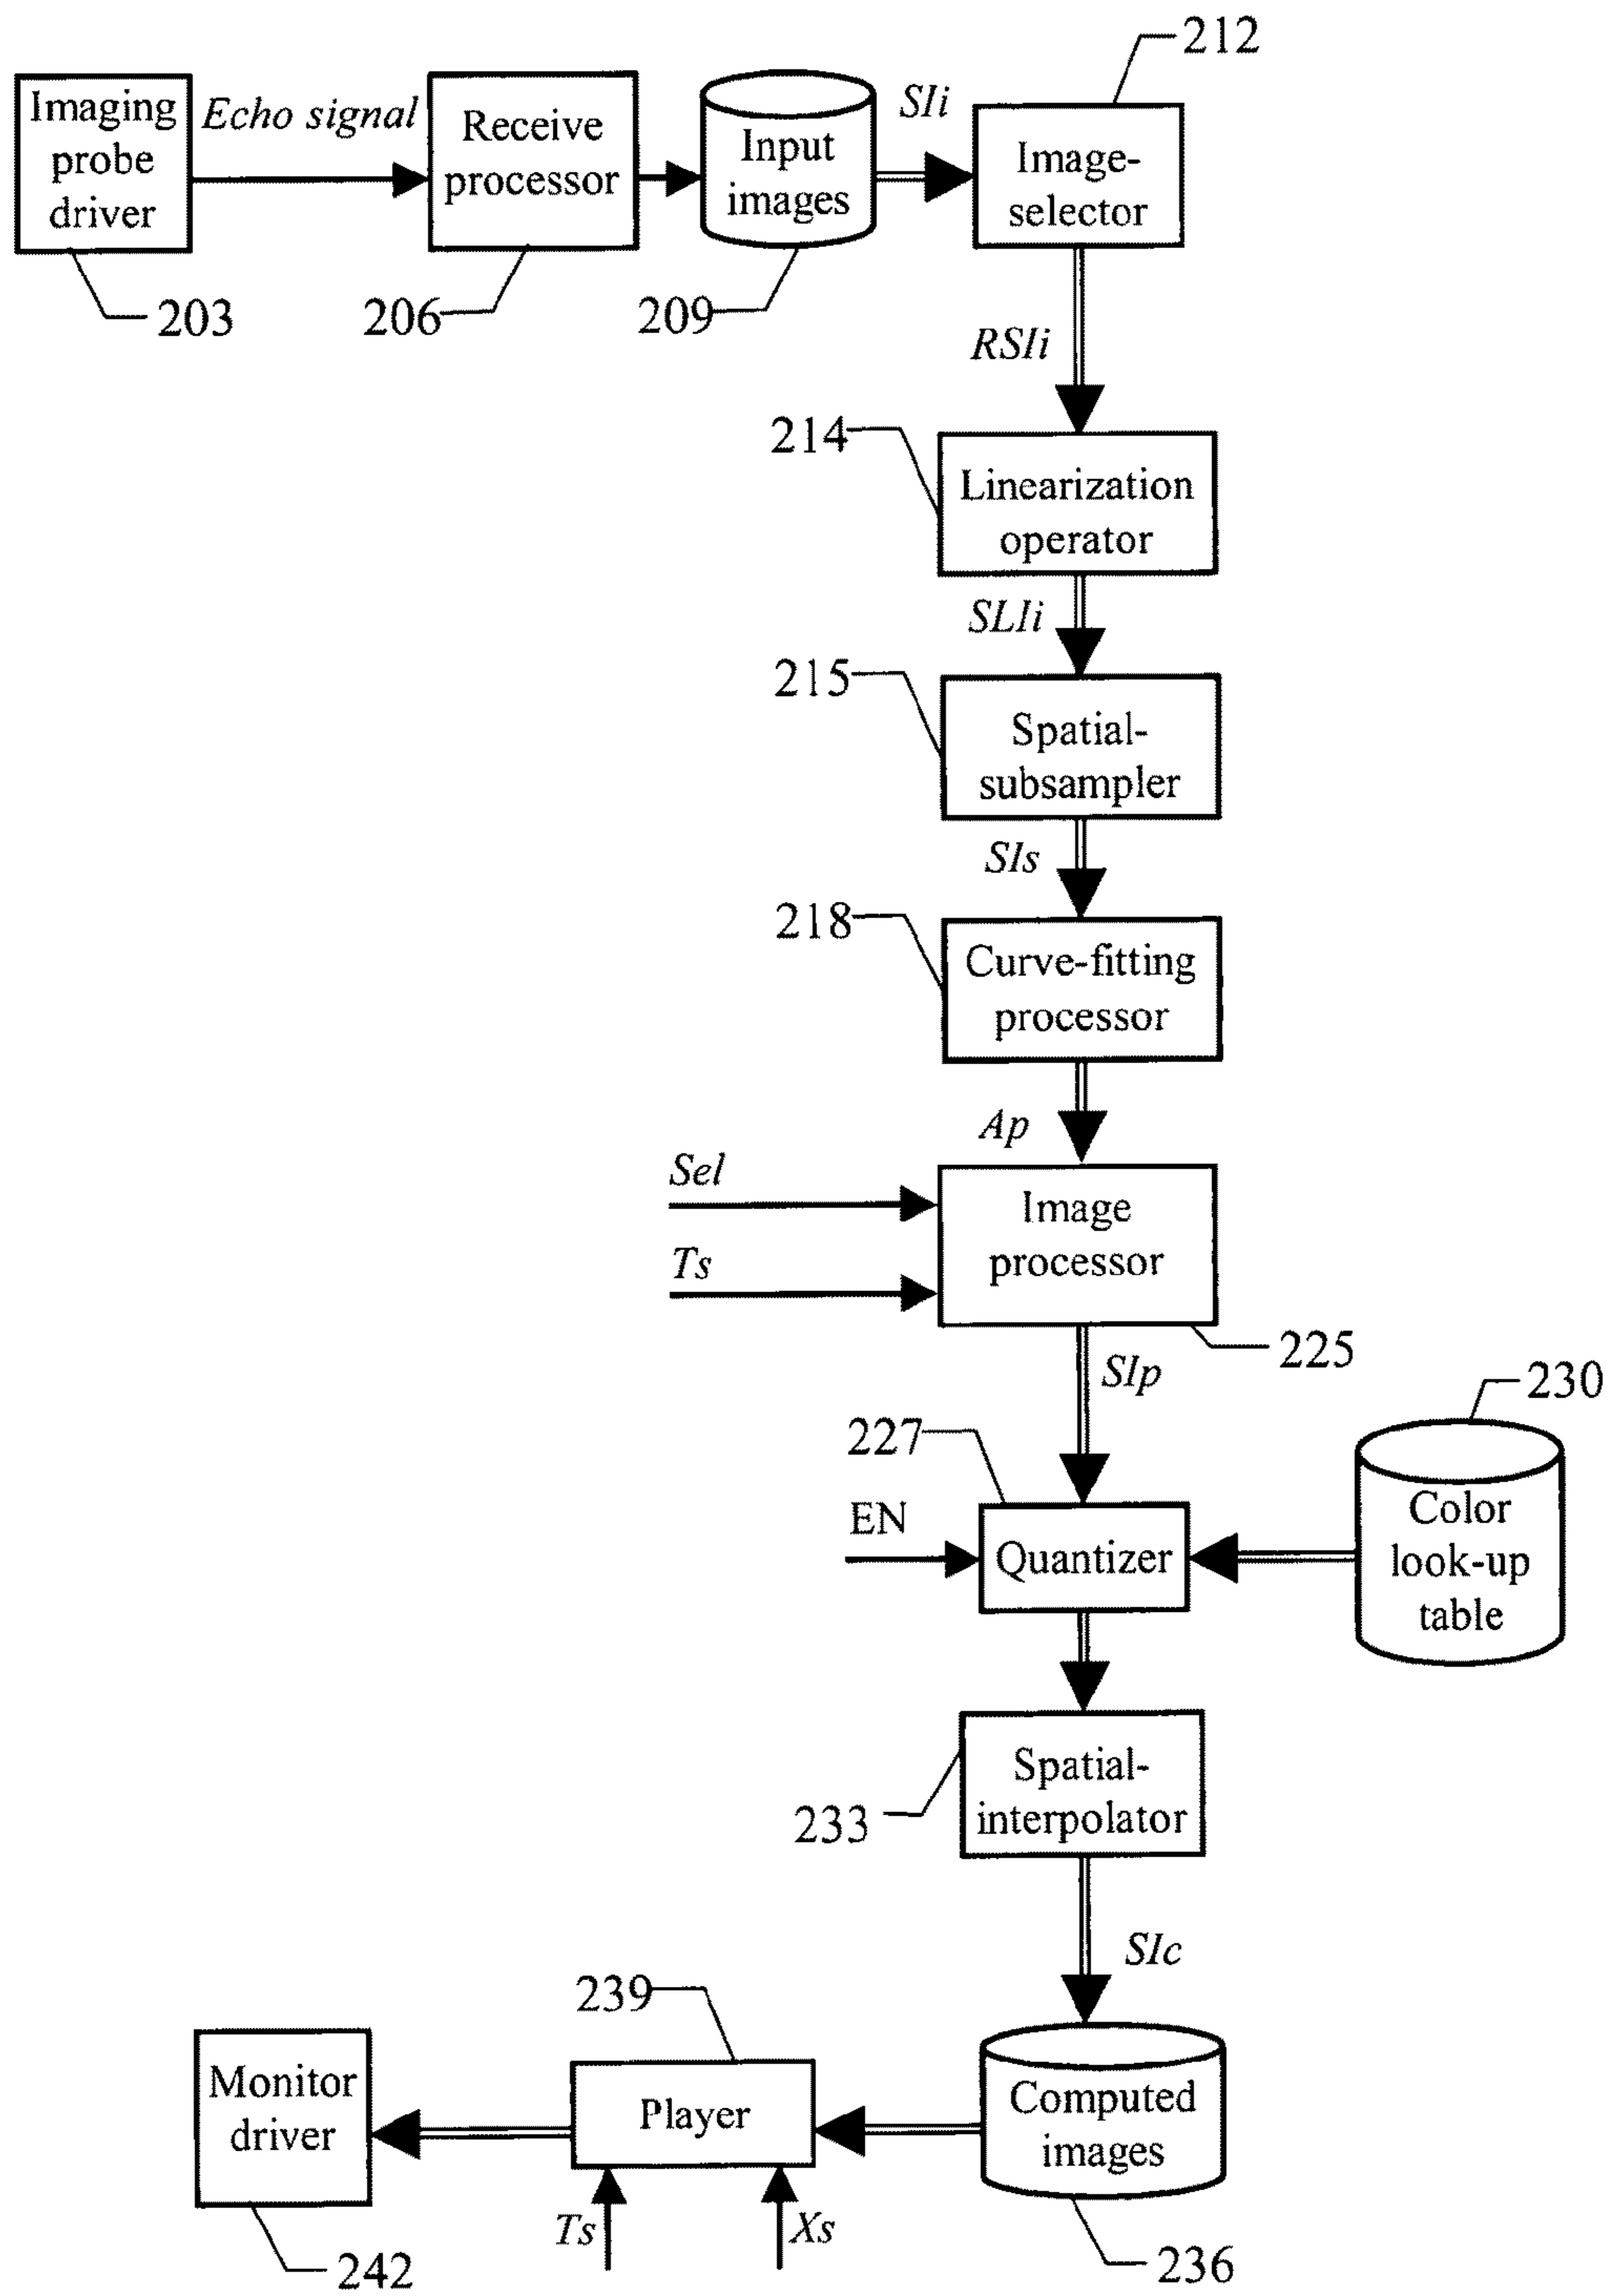 212
Imaging
probe
driver
Echo signal
Receive
processor
Input
images
SIi
Image-
selector
203
206
209
RSIi
214
Linearization
operator
SLIi
215
Spatial-
subsampler
SIs
218
Curve-fitting
processor
Ap
Sel
Ts
Image
processor
225
SIp
230
227
EN
Quantizer
Color
look-up
table
Spatial-
interpolator
233
SIc
239
Monitor
driver
Player
Computed
images
Ts
Xs
242
236